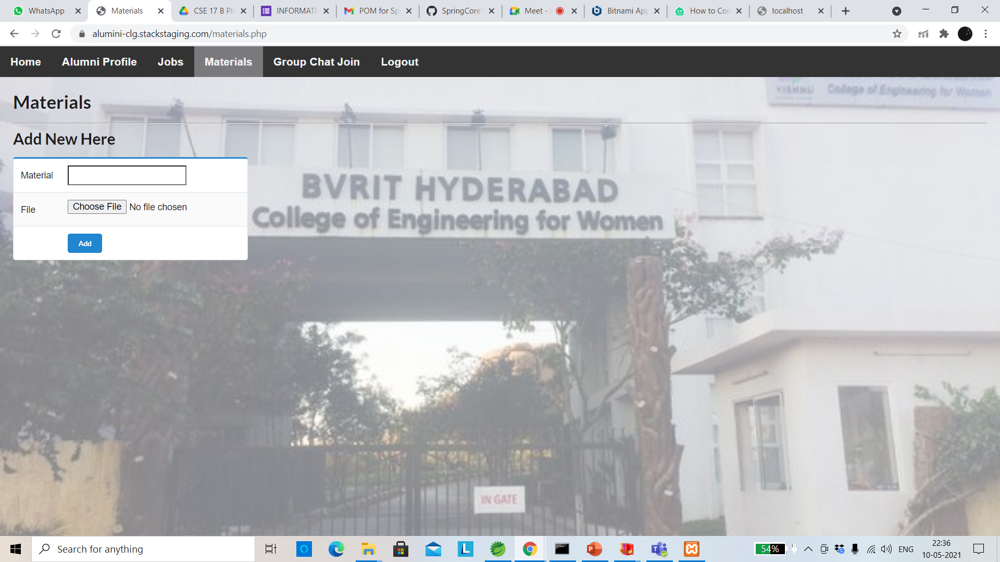 WhatsApp
Materials
CSE 17 B PI
INFORMATI
POM for Sp
SpringCore
Meet -
Bitnami App
How to Con
localhost
alumini-clg.stackstaging.com/materials.php
Home
Alumni Profile
Jobs
Materials
Group Chat Join
Logout
VISHNU
College of Engineering for Women
Materials
Add New Here
Material
File
Choose File No file chosen
Add
BVRIT HYDERABAD
College of Engineering for Women
IN GATE
Search for anything
54%
ENG
22:36
10-05-2021